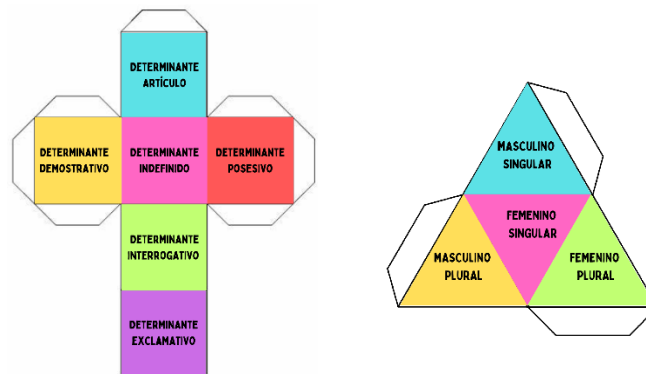 DETERMINANTE
ARTÍCULO
DETERMINANTE
DEMOSTRATIVO
DETERMINANTE
INDEFINIDO
DETERMINANTE
POSESIVO
DETERMINANTE
INTERROGATIVO
DETERMINANTE
EXCLAMATIVO
MASCULINO
SINGULAR
FEMENINO
SINGULAR
MASCULINO
PLURAL
FEMENINO
PLURAL